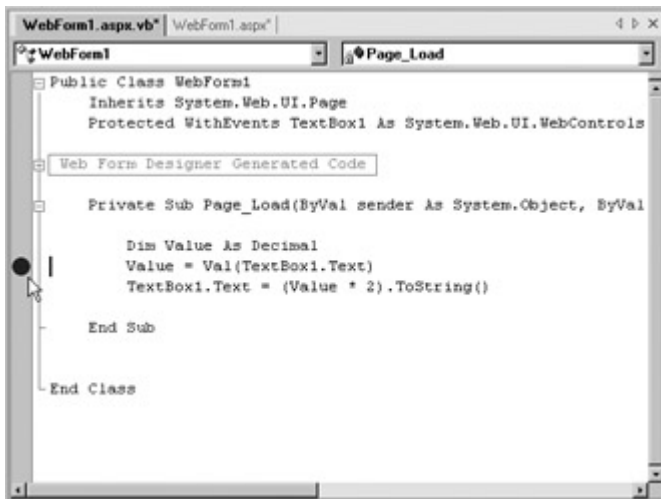 WebForm1.aspx.vb* WebForm1.aspx*
WebForm1 Page_Load
Public Class WebForm1
Inherits System.Web.UI.Page
Protected WithEvents TextBox1 As System.Web.UI.WebControls
Web Form Designer Generated Code
Private Sub Page_Load(ByVal sender As System.Object, ByVal
Dim Value As Decimal
Value = Val(TextBox1.Text)
TextBox1.Text = (Value * 2).ToString()
End Sub
End Class